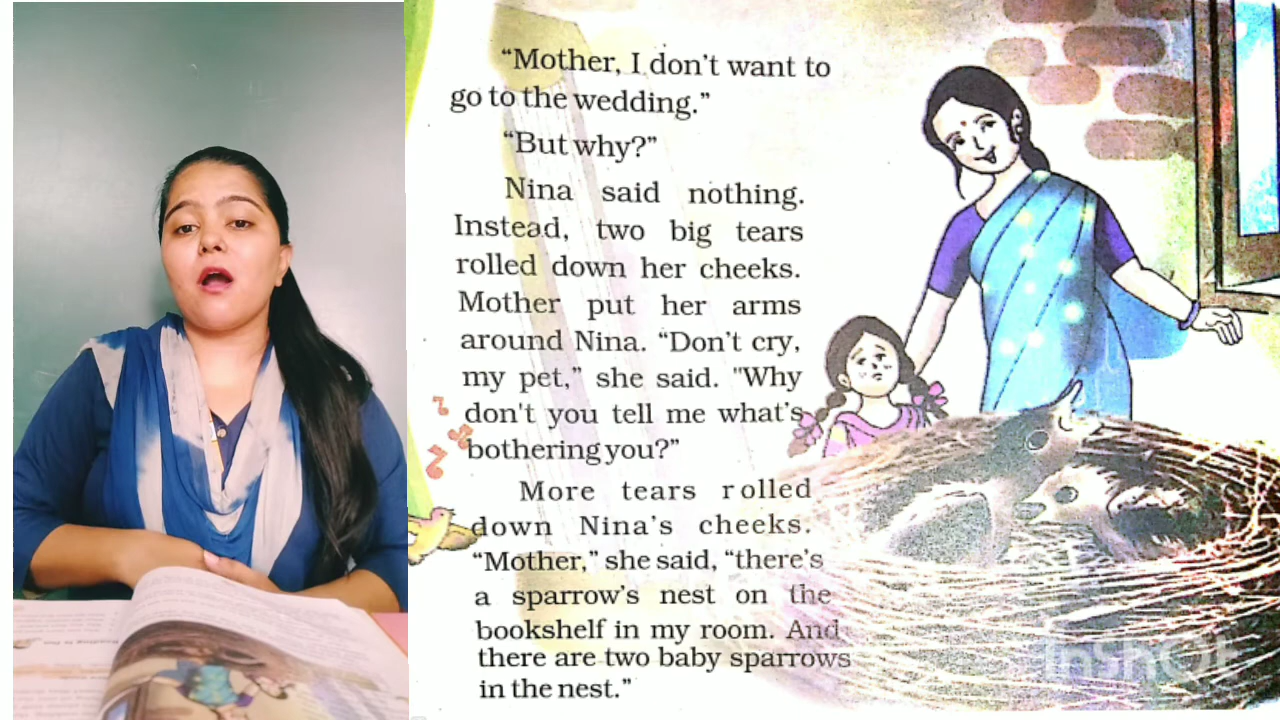 “Mother, I don’t want to
go to the wedding.”
“But why?”
Nina said nothing.
Instead, two big tears
rolled down her cheeks.
Mother put her arms
around Nina. “Don’t cry,
my pet,” she said. "Why
don't you tell me what’s
bothering you?”
More tears rolled
down Nina’s cheeks.
“Mother,” she said, “there’s
a sparrow’s nest on the
bookshelf in my room. And
there are two baby sparrows
in the nest.”
InShOt